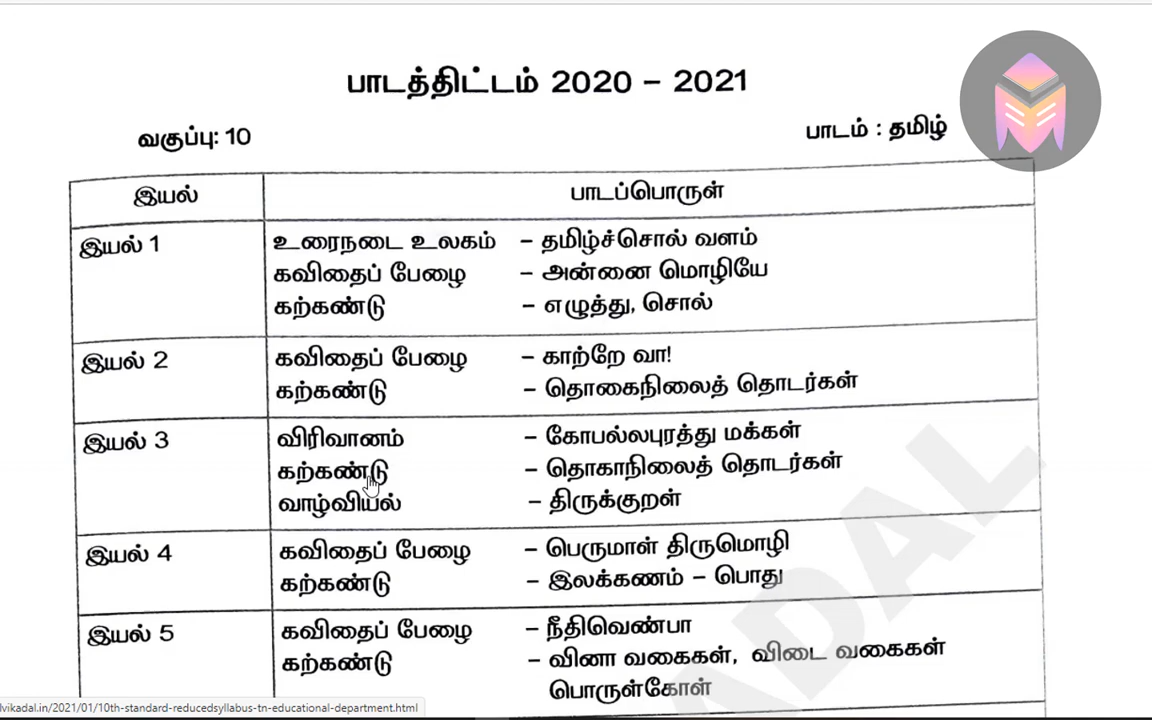 பாடத்திட்டம் 2020 – 2021
வகுப்பு: 10
பாடம் : தமிழ்
இயல் பாடப்பொருள்
இயல் 1 உரைநடை உலகம் – தமிழ்ச்சொல் வளம்
கவிதைப் பேழை – அன்னை மொழியே
கற்கண்டு – எழுத்து, சொல்
இயல் 2 கவிதைப் பேழை – காற்றே வா!
கற்கண்டு – தொகைநிலைத் தொடர்கள்
இயல் 3 விரிவானம் – கோபல்லபுரத்து மக்கள்
கற்கண்டு – தொகாநிலைத் தொடர்கள்
வாழ்வியல் – திருக்குறள்
இயல் 4 கவிதைப் பேழை – பெருமாள் திருமொழி
கற்கண்டு – இலக்கணம் – பொது
இயல் 5 கவிதைப் பேழை – நீதிவெண்பா
கற்கண்டு – வினா வகைகள், விடை வகைகள்
பொருள்கோள்
ADAL
lvikadal.in/2021/01/10th-standard-reducedsyllabus-tn-educational-department.html